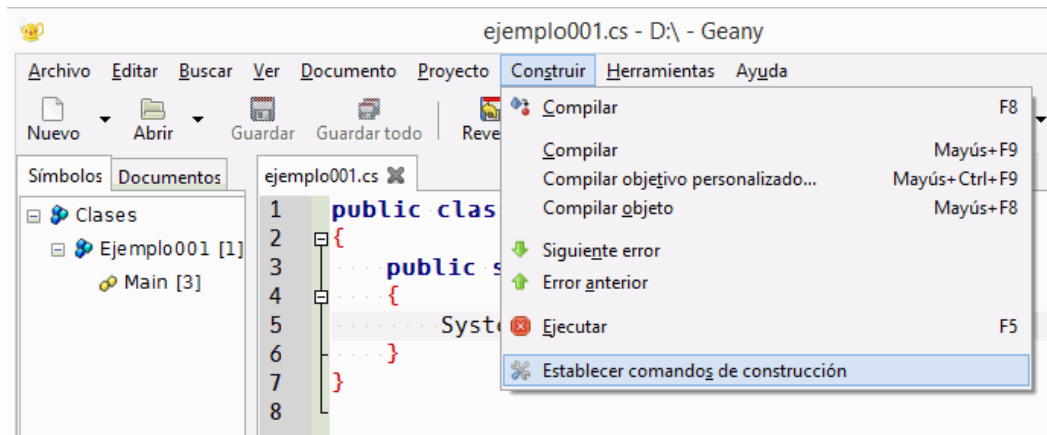 ejemplo001.cs - D:\ - Geany
Archivo Editar Buscar Ver Documento Proyecto Construir Herramientas Ayuda
Nuevo Abrir Guardar Guardar todo
Símbolos Documentos
Clases
Ejemplo001 [1]
Main [3]
ejemplo001.cs
1 public
2 {
3 public
4 {
5
6 }
7 }
8
Compilar F8
Compilar Mayús+F9
Compilar objetivo personalizado... Mayús+Ctrl+F9
Compilar objeto Mayús+F8
Siguiente error
Error anterior
Ejecutar F5
Establecer comandos de construcción